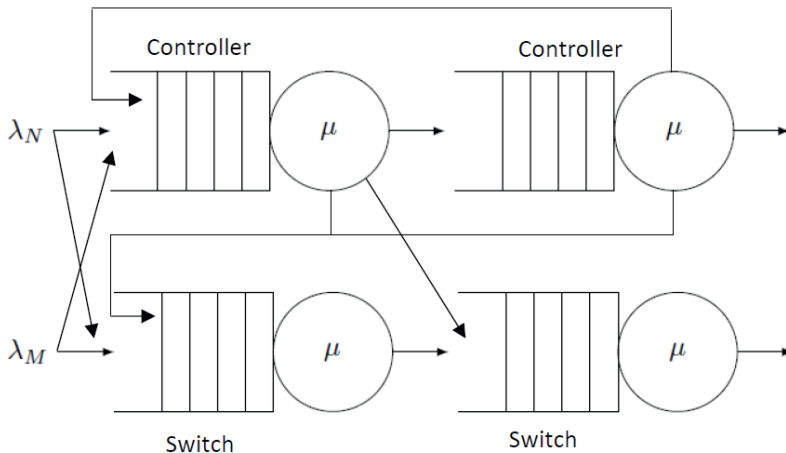 Controller
Controller
λN
μ
μ
λM
μ
μ
Switch
Switch